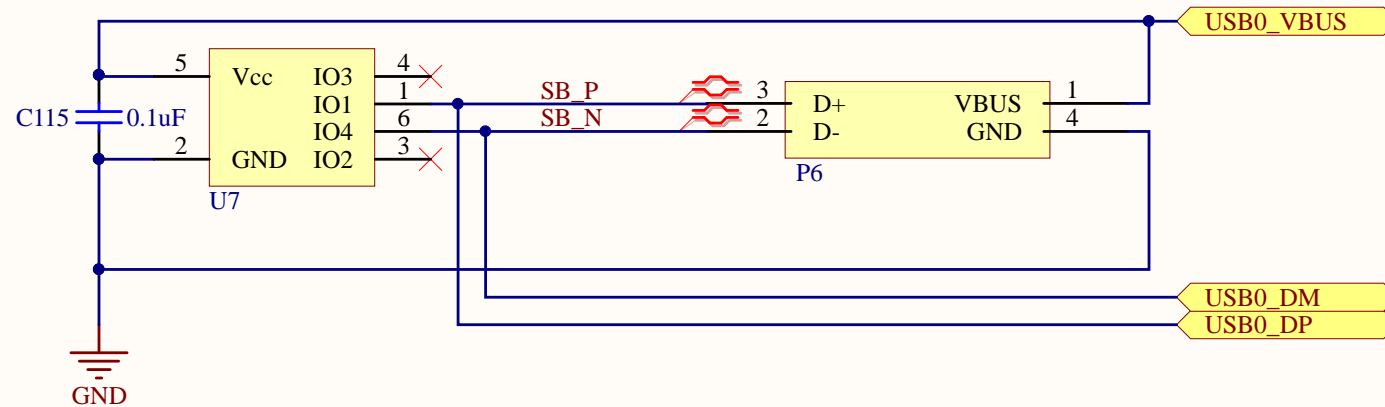 USB0_VBUS
5 Vcc IO3 4
IO1 1
SB_P
3 D+ VBUS 1
C115 0.1uF
IO4 6
SB_N
2 D- GND 4
2 GND IO2 3
P6
U7
USB0_DM
USB0_DP
GND